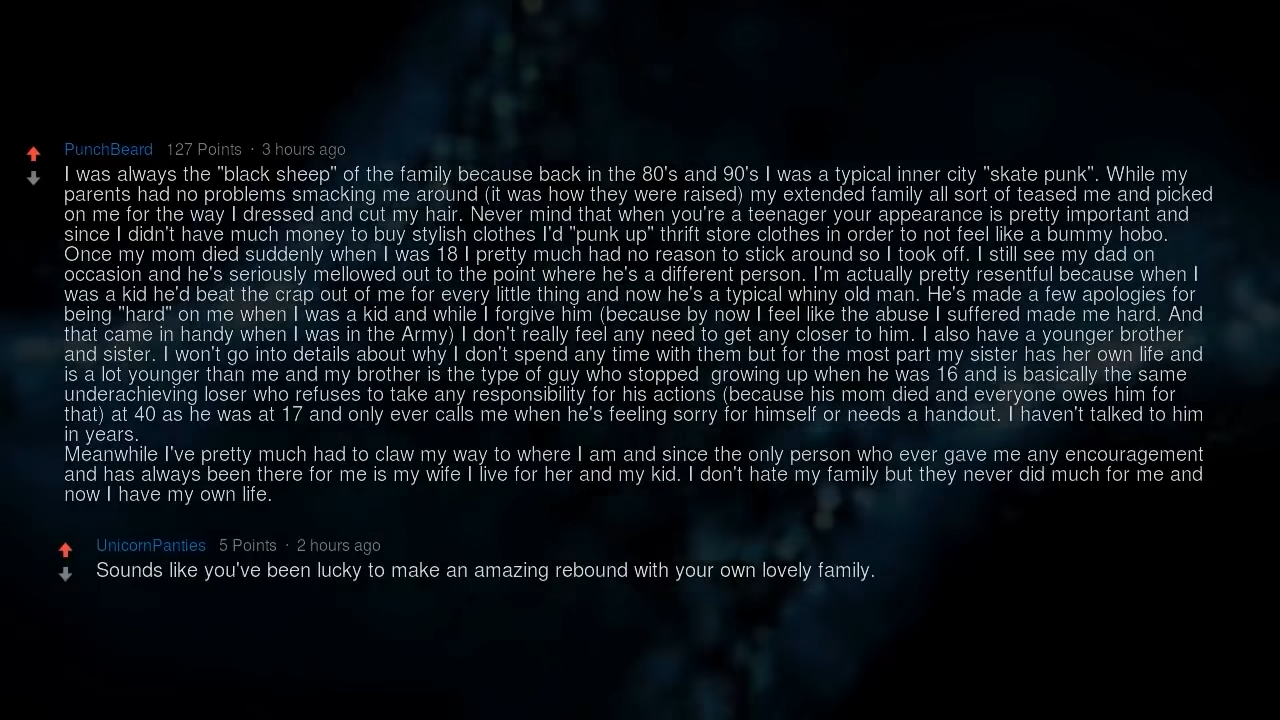 PunchBeard 127 Points · 3 hours ago
I was always the "black sheep" of the family because back in the 80's and 90's I was a typical inner city "skate punk". While my
parents had no problems smacking me around (it was how they were raised) my extended family all sort of teased me and picked
on me for the way I dressed and cut my hair. Never mind that when you're a teenager your appearance is pretty important and
since I didn't have much money to buy stylish clothes I'd "punk up" thrift store clothes in order to not feel like a bummy hobo.
Once my mom died suddenly when I was 18 I pretty much had no reason to stick around so I took off. I still see my dad on
occasion and he's seriously mellowed out to the point where he's a different person. I'm actually pretty resentful because when I
was a kid he'd beat the crap out of me for every little thing and now he's a typical whiny old man. He's made a few apologies for
being "hard" on me when I was a kid and while I forgive him (because by now I feel like the abuse I suffered made me hard. And
that came in handy when I was in the Army) I don't really feel any need to get any closer to him. I also have a younger brother
and sister. I won't go into details about why I don't spend any time with them but for the most part my sister has her own life and
is a lot younger than me and my brother is the type of guy who stopped  growing up when he was 16 and is basically the same
underachieving loser who refuses to take any responsibility for his actions (because his mom died and everyone owes him for
that) at 40 as he was at 17 and only ever calls me when he's feeling sorry for himself or needs a handout. I haven't talked to him
in years.
Meanwhile I've pretty much had to claw my way to where I am and since the only person who ever gave me any encouragement
and has always been there for me is my wife I live for her and my kid. I don't hate my family but they never did much for me and
now I have my own life.
UnicornPanties 5 Points · 2 hours ago
Sounds like you've been lucky to make an amazing rebound with your own lovely family.